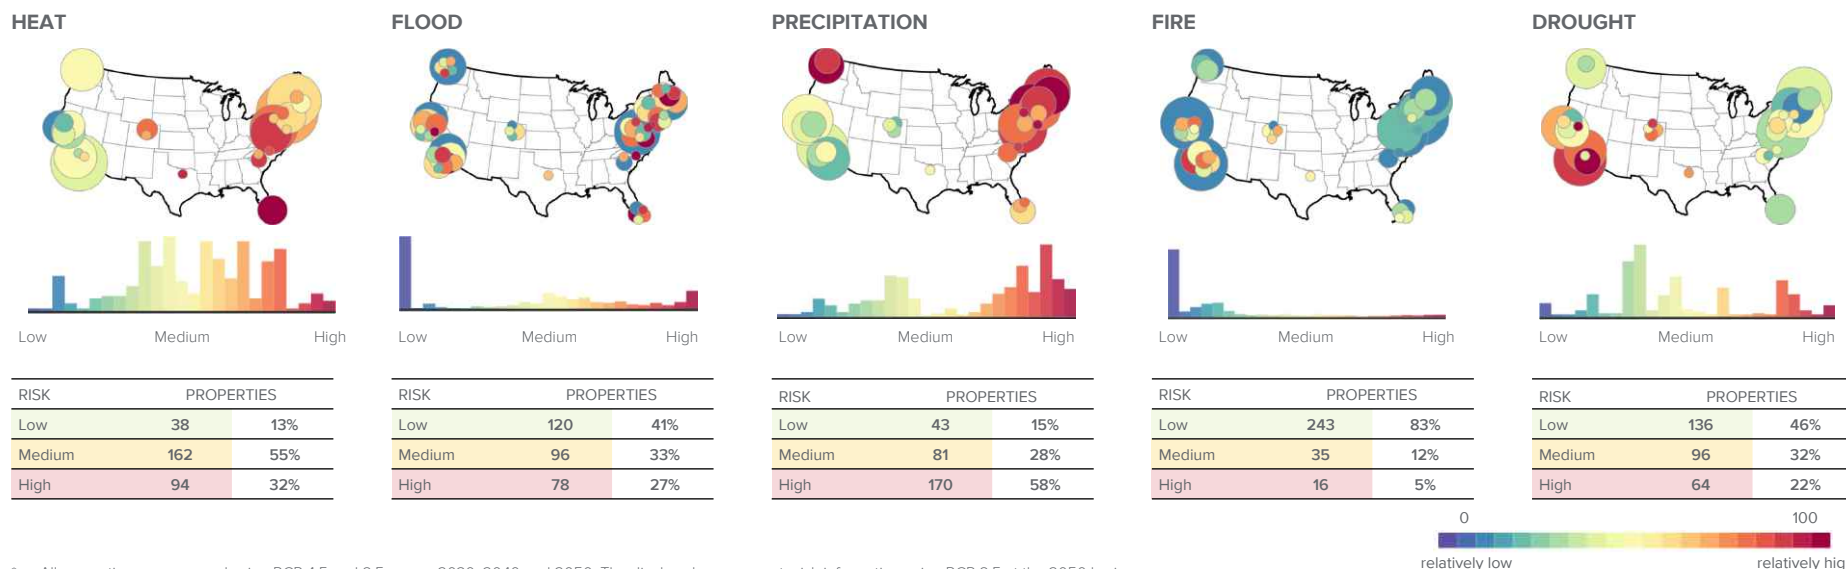 HEAT
FLOOD
PRECIPITATION
FIRE
DROUGHT
Low Medium High
Low Medium High
Low Medium High
Low Medium High
Low Medium High
RISK PROPERTIES
Low 38 13%
Medium 162 55%
High 94 32%
RISK PROPERTIES
Low 120 41%
Medium 96 33%
High 78 27%
RISK PROPERTIES
Low 43 15%
Medium 81 28%
High 170 58%
RISK PROPERTIES
Low 243 83%
Medium 35 12%
High 16 5%
RISK PROPERTIES
Low 136 46%
Medium 96 32%
High 64 22%
0 100
relatively low relatively hig